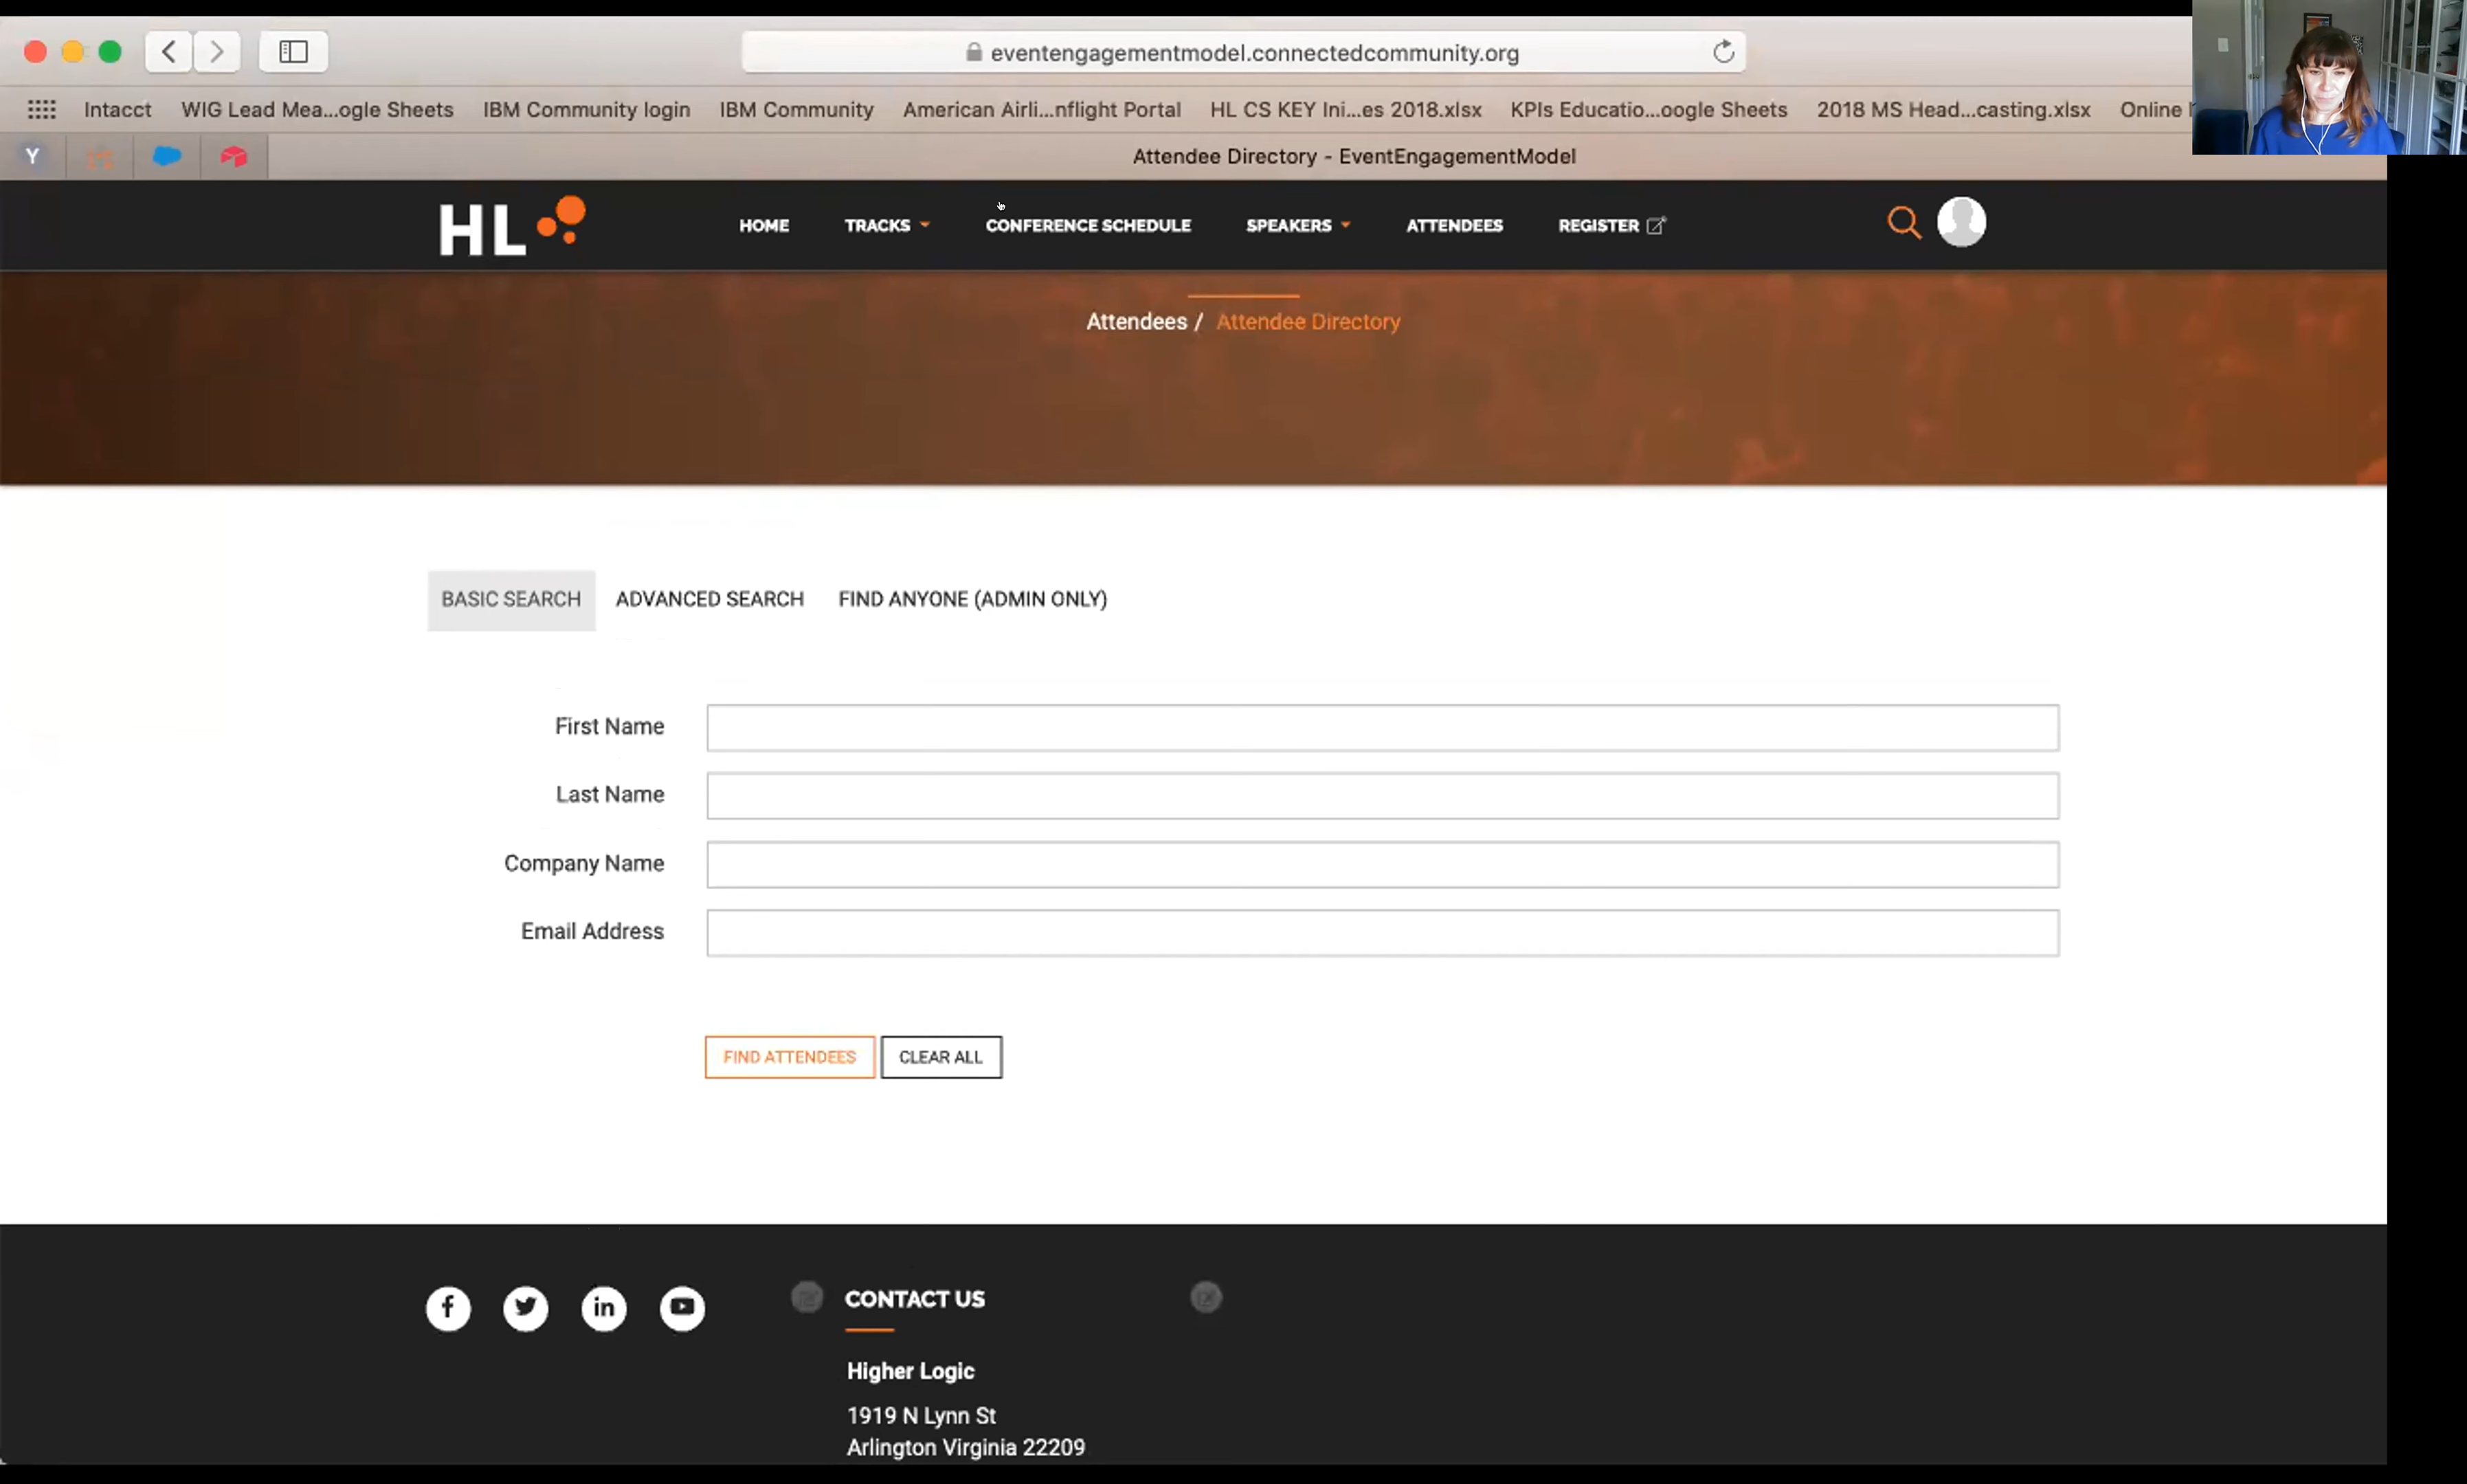 eventengagementmodel.connectedcommunity.org
Intacct WIG Lead Mea...ogle Sheets IBM Community login IBM Community American Airli...nflight Portal HL CS KEY Ini...es 2018.xlsx KPIs Educatio...oogle Sheets 2018 MS Head...casting.xlsx Online
Y Attendee Directory - EventEngagementModel
HL HOME TRACKS CONFERENCE SCHEDULE SPEAKERS ATTENDEES REGISTER
Attendees / Attendee Directory
BASIC SEARCH ADVANCED SEARCH FIND ANYONE (ADMIN ONLY)
First Name
Last Name
Company Name
Email Address
FIND ATTENDEES CLEAR ALL
f in CONTACT US
Higher Logic
1919 N Lynn St
Arlington Virginia 22209